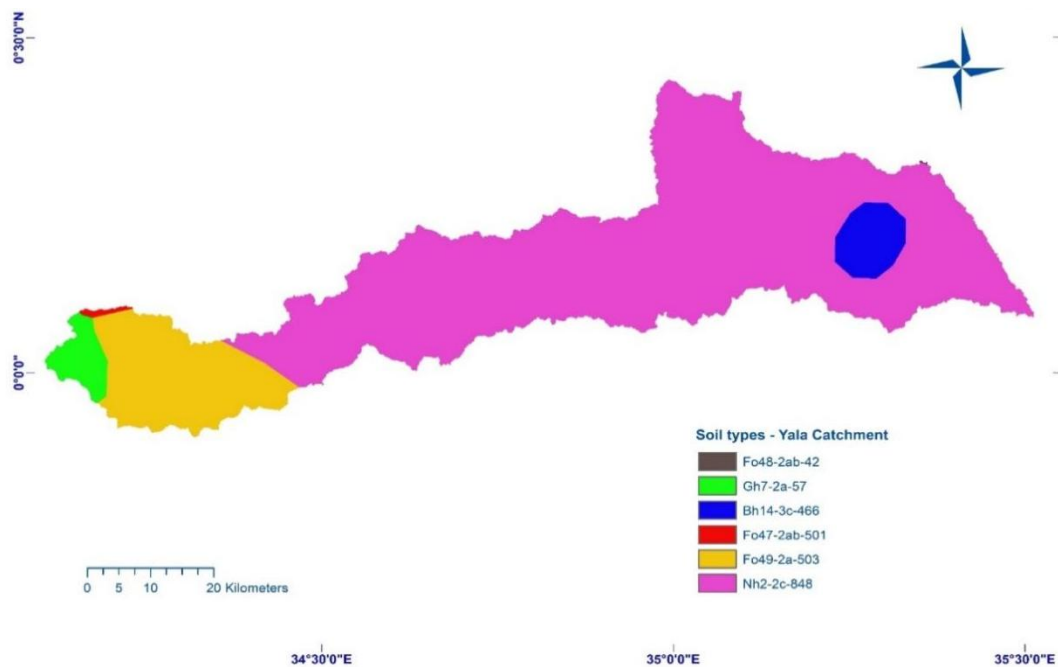 0°30'0"N
0°0'0"
Soil types - Yala Catchment
Fo48-2ab-42
Gh7-2a-57
Bh14-3c-466
Fo47-2ab-501
Fo49-2a-503
Nh2-2c-848
0 5 10 20 Kilometers
34°30'0"E 35°0'0"E 35°30'0"E